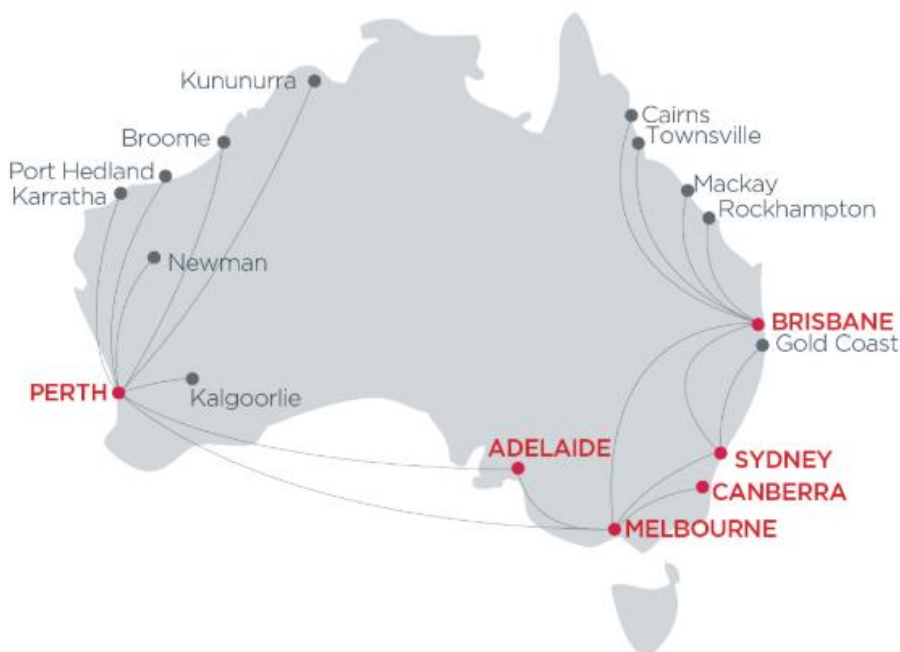 Kununurra
Cairns
Broome
Townsville
Port Hedland
Karratha
Mackay
Rockhampton
Newman
BRISBANE
Gold Coast
PERTH
Kalgoorlie
ADELAIDE
SYDNEY
CANBERRA
MELBOURNE